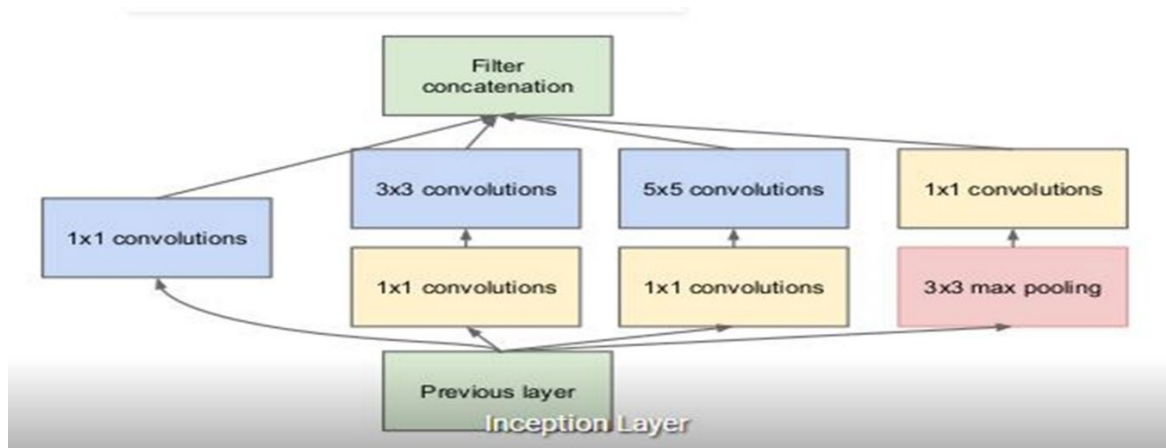 Filter
concatenation
3x3 convolutions
5x5 convolutions
1x1 convolutions
1x1 convolutions
1x1 convolutions
1x1 convolutions
3x3 max pooling
Previous layer
Inception Layer